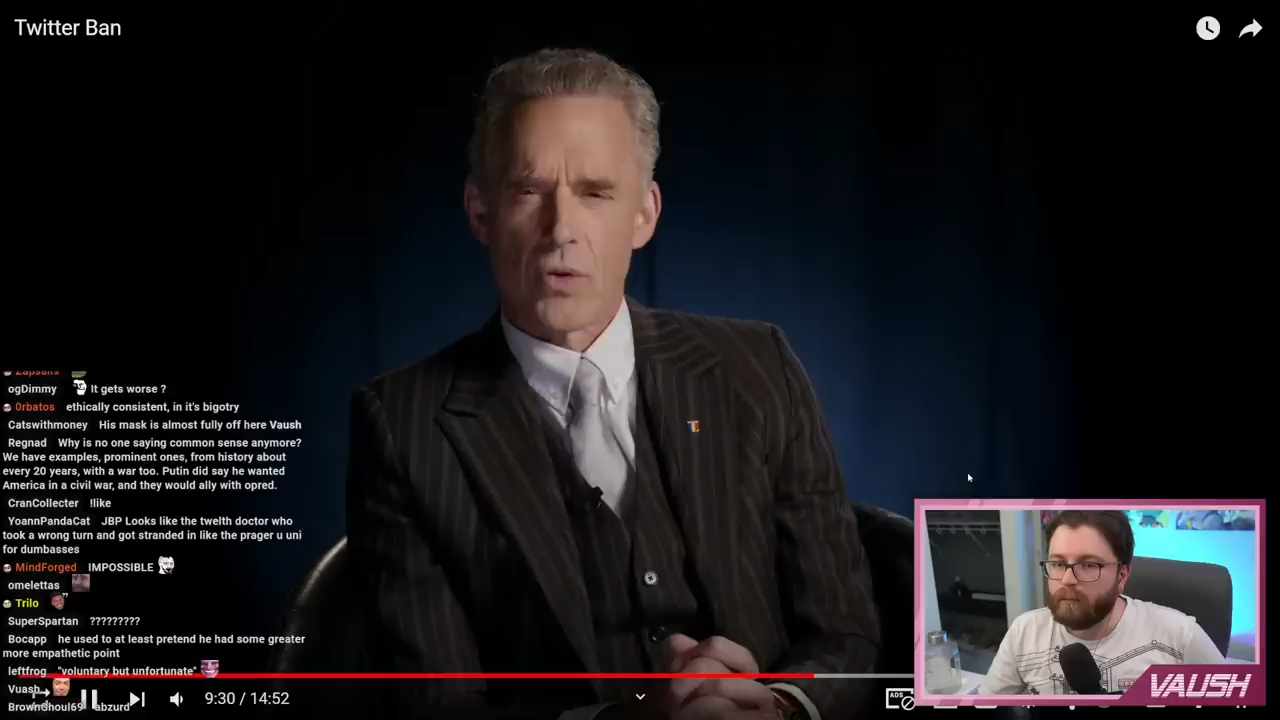 Twitter Ban
Zapsalis
ogDimmy It gets worse ?
0rbatos ethically consistent, in it's bigotry
Catswithmoney His mask is almost fully off here Vaush
Regnad Why is no one saying common sense anymore?
We have examples, prominent ones, from history about
every 20 years, with a war too. Putin did say he wanted
America in a civil war, and they would ally with opred.
CranCollecter !like
YoannPandaCat JBP Looks like the twelth doctor who
took a wrong turn and got stranded in like the prager u uni
for dumbasses
MindForged IMPOSSIBLE
omelettas
Trilo
SuperSpartan ?????????
Bocapp he used to at least pretend he had some greater
more empathetic point
leftfrog "voluntary but unfortunate"
Vuash
abzurd
9:30 / 14:52
ADS
VAUSH